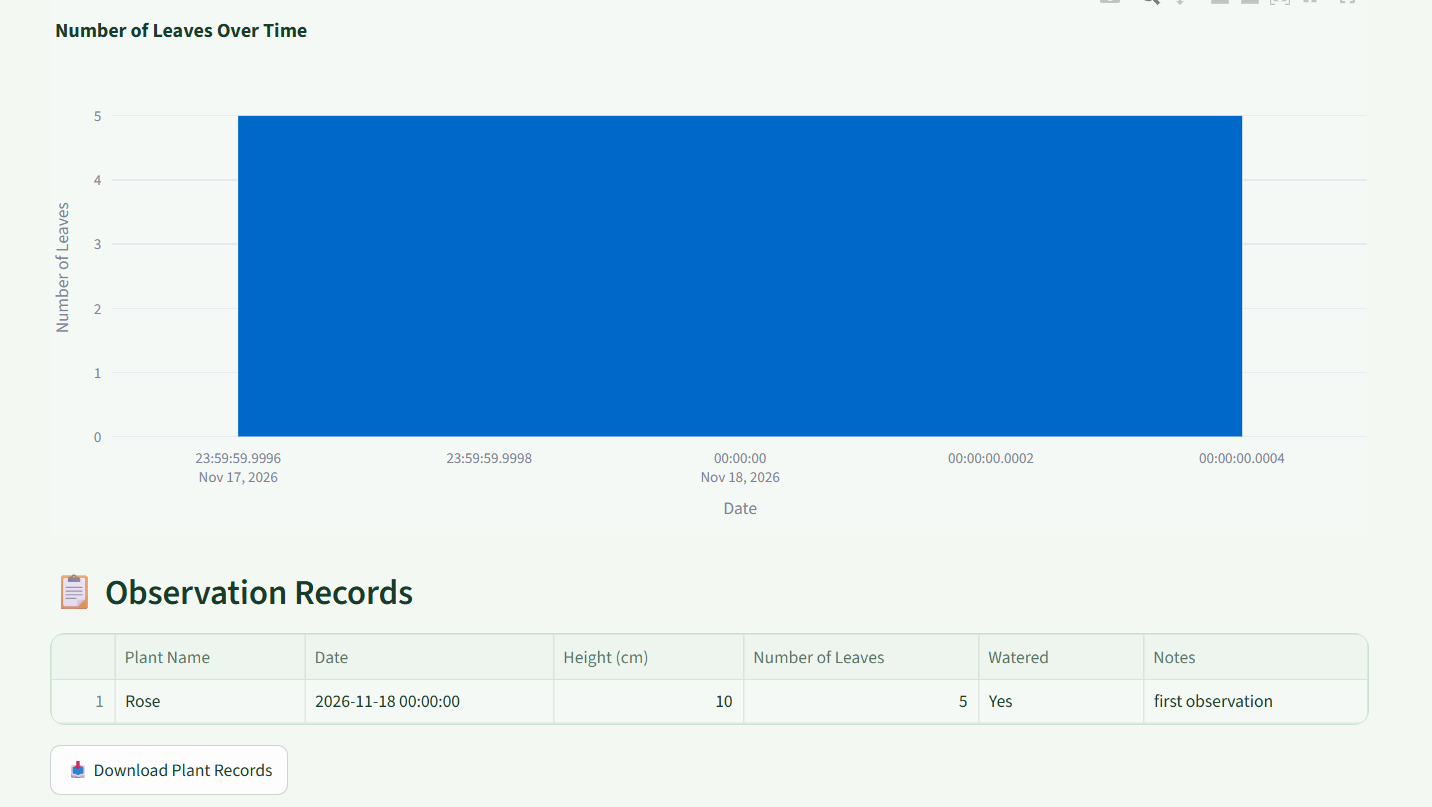 Number of Leaves Over Time
5
4
3
2
1
0
Number of Leaves
23:59:59.9996 23:59:59.9998 00:00:00 00:00:00.0002 00:00:00.0004
Nov 17, 2026 Nov 18, 2026
Date
Observation Records
Plant Name Date Height (cm) Number of Leaves Watered Notes
1 Rose 2026-11-18 00:00:00 10 5 Yes first observation
Download Plant Records